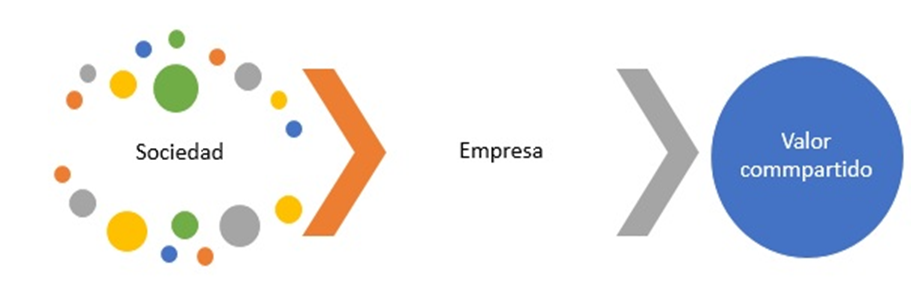 Sociedad
Empresa
Valor
commpartido